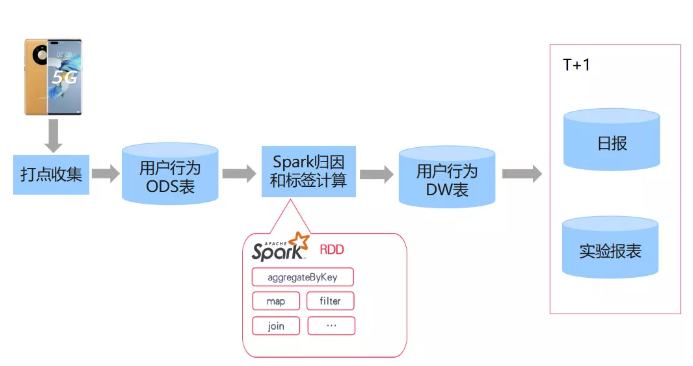 5G
T+1
打点收集
用户行为
ODS表
Spark归因
和标签计算
用户行为
DW表
日报
实验报表
APACHE
Spark
RDD
aggregateByKey
map
filter
join
...